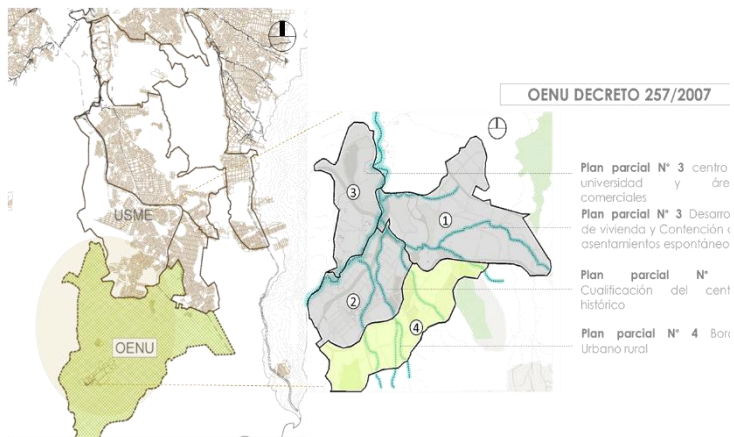 OENU DECRETO 257/2007
USME
OENU
3
1
2
4
Plan parcial N° 3 centro
universidad y áre
comerciales
Plan parcial N° 3 Desarro
de vivienda y Contención
asentamientos espontáneo
Plan parcial N°
Cualificación del cent
histórico
Plan parcial N° 4 Bord
Urbano rural